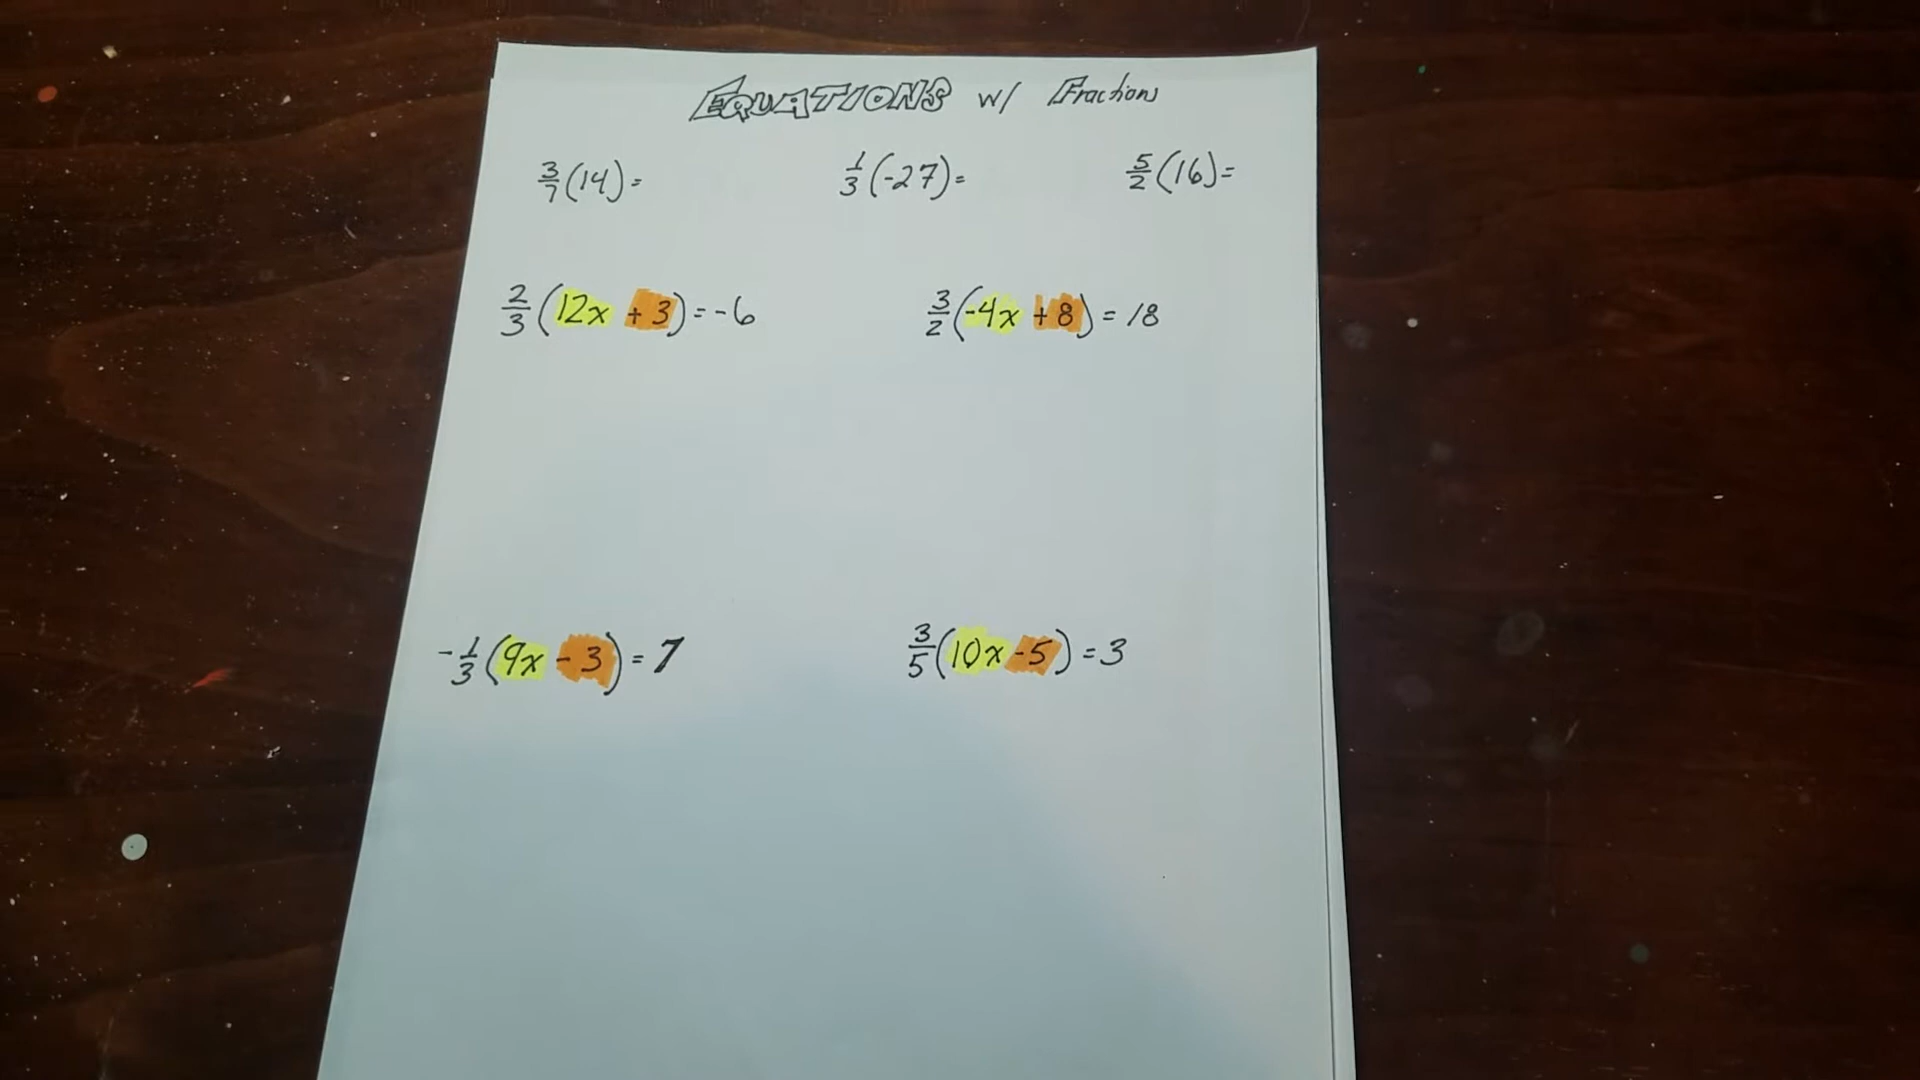 EQUATIONS w/ Fractions
3/7(14)= 1/3(-27)= 5/2(16)=
2/3(12x + 3)=-6 3/2(-4x + 8)=18
-1/3(9x - 3)=7 3/5(10x-5)=3